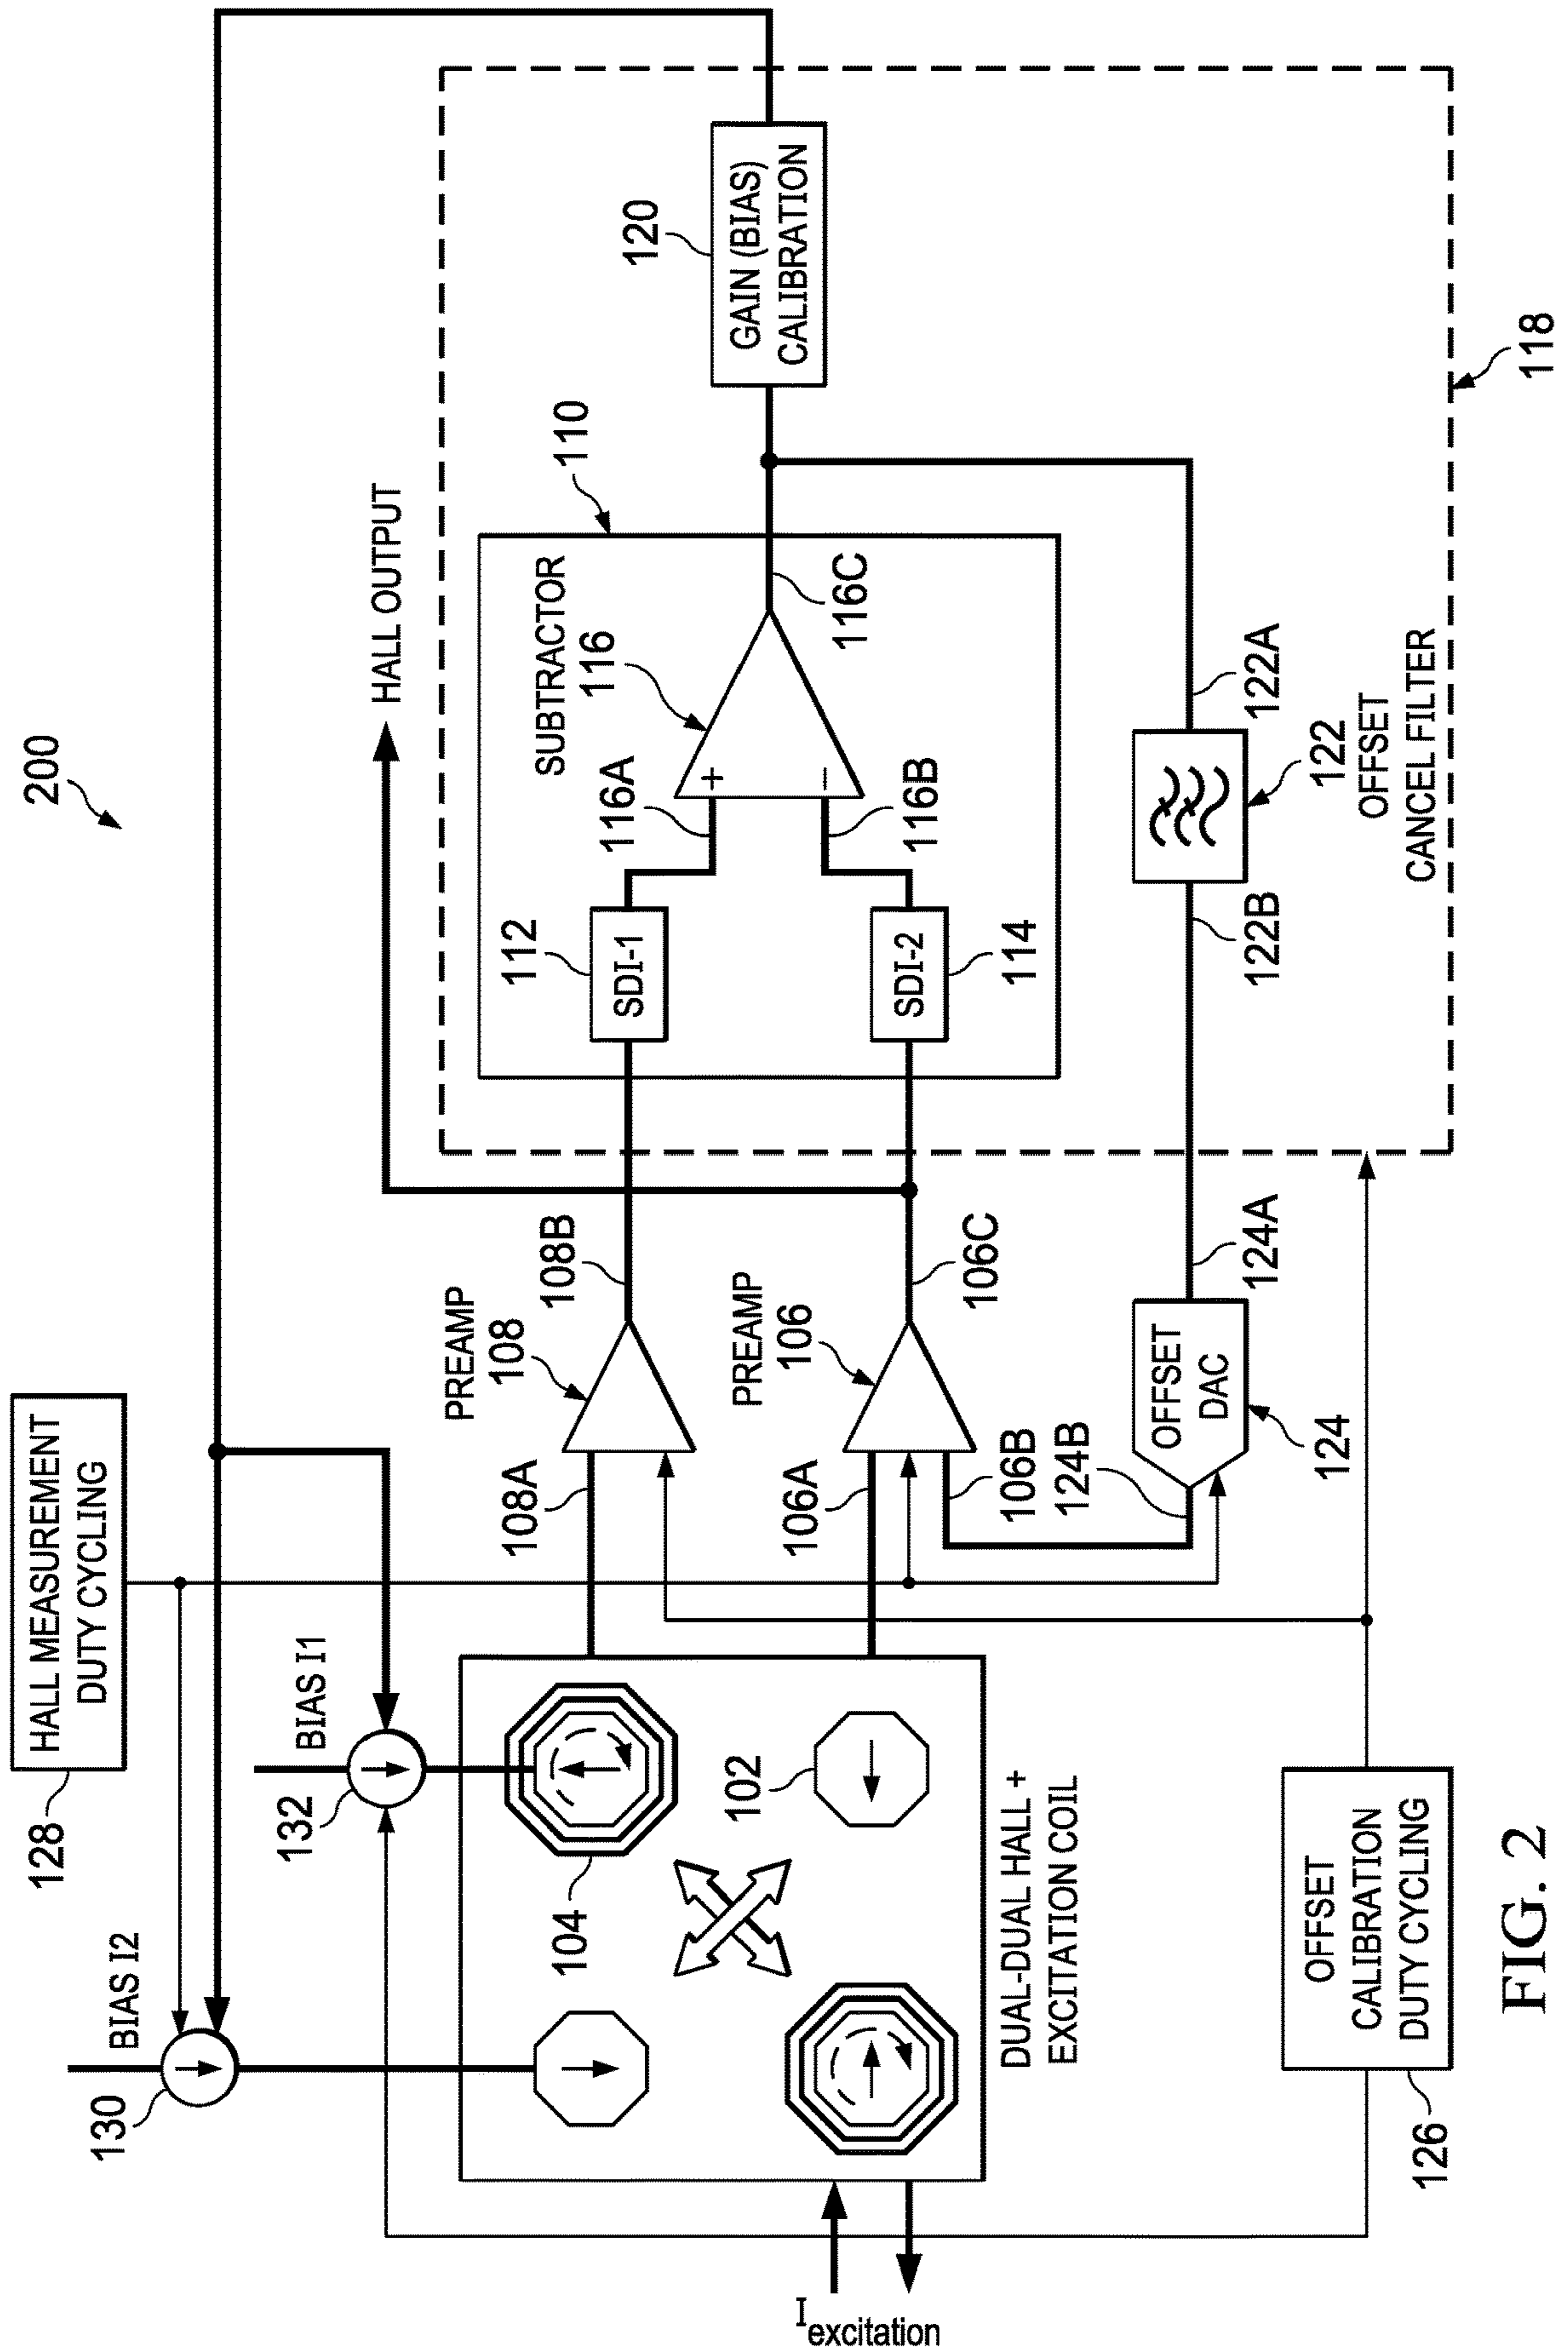 200
HALL MEASUREMENT
DUTY CYCLING
128
BIAS I2
130
BIAS I1
132
HALL OUTPUT
PREAMP
108
108A
108B
PREAMP
106
106A
106B
106C
104
102
DUAL-DUAL HALL +
EXCITATION COIL
Iexcitation
SUBTRACTOR
110
112
SDI-1
114
SDI-2
116
116A
116B
116C
+
−
120
GAIN (BIAS)
CALIBRATION
118
122A
122
OFFSET
CANCEL FILTER
122B
124A
OFFSET
DAC
124
124B
OFFSET
CALIBRATION
DUTY CYCLING
126
FIG. 2